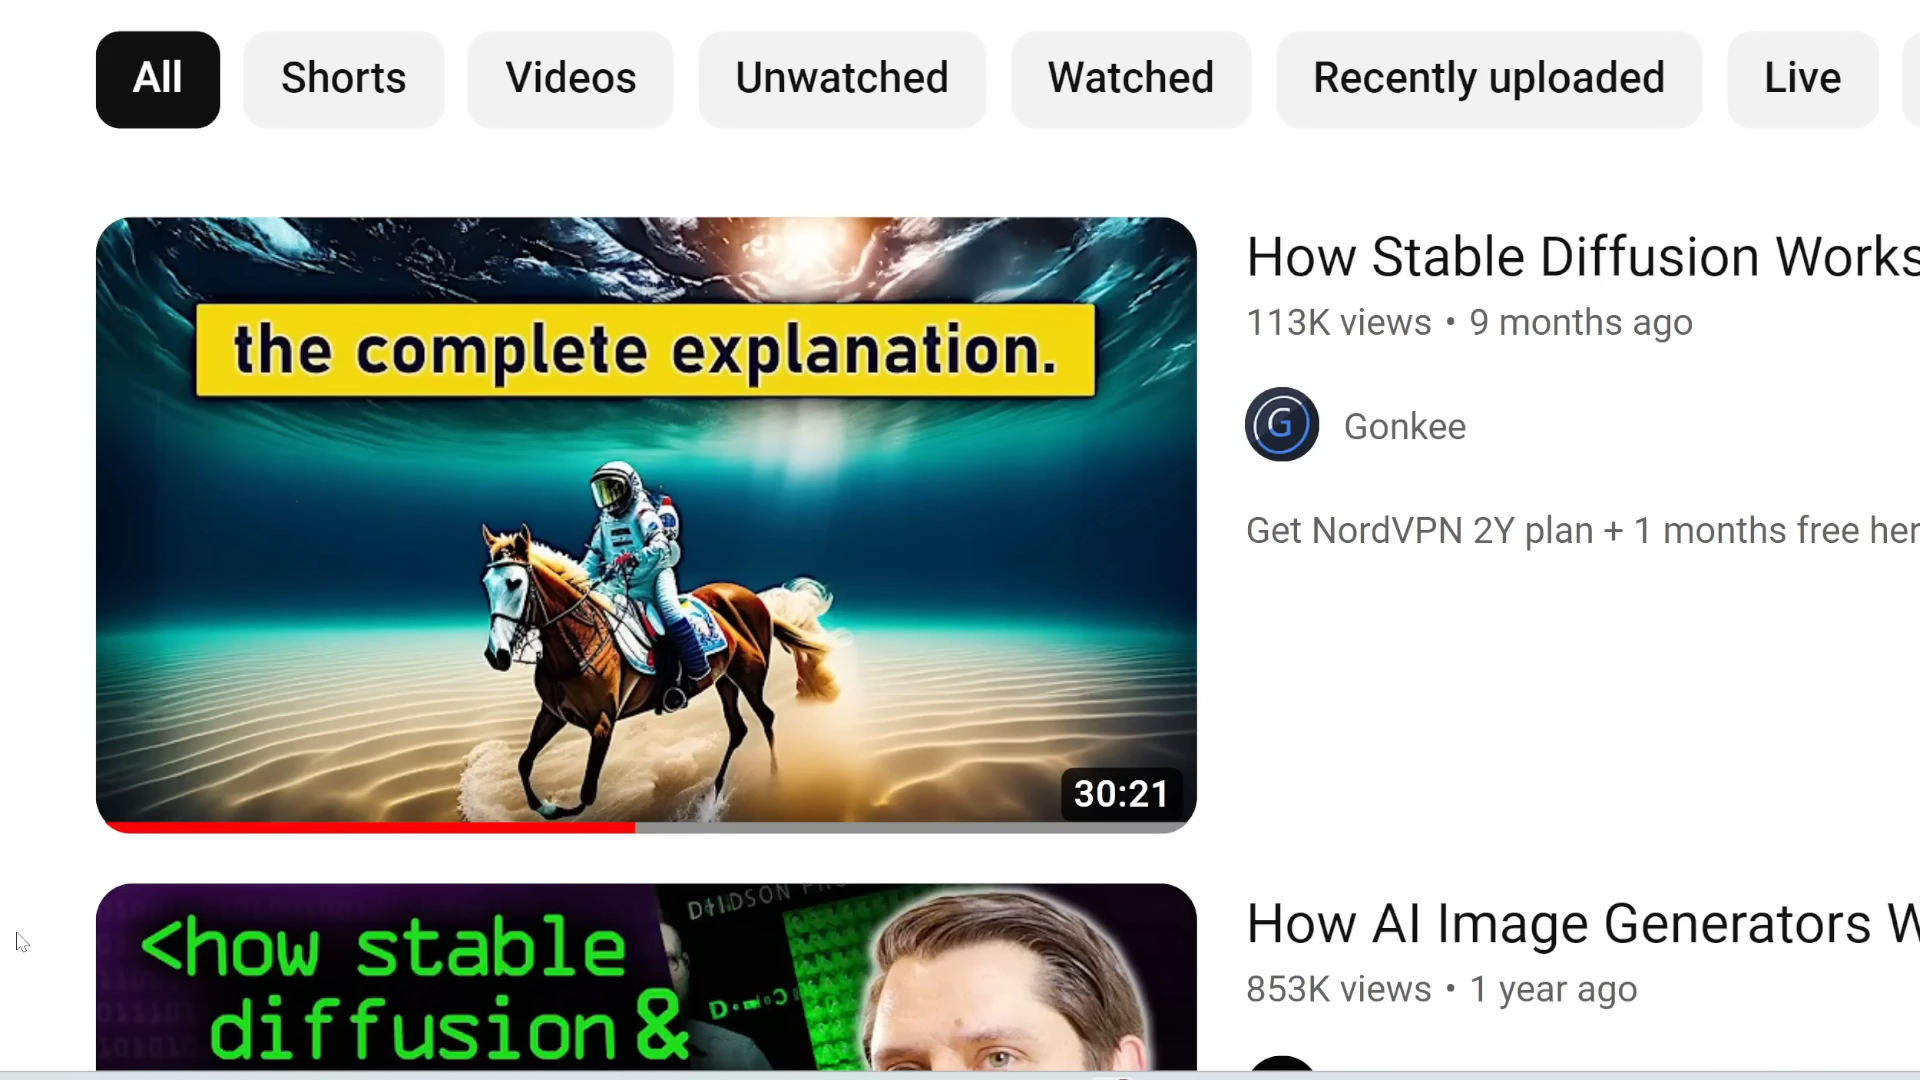 All Shorts Videos Unwatched Watched Recently uploaded Live
the complete explanation.
30:21
How Stable Diffusion Works
113K views • 9 months ago
G Gonkee
Get NordVPN 2Y plan + 1 months free her
<how stable
diffusion &
How AI Image Generators W
853K views • 1 year ago